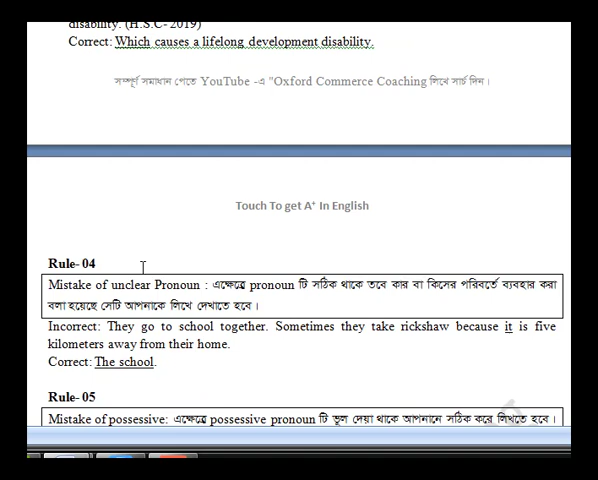 disability. (H.S.C- 2019)
Correct: Which causes a lifelong development disability.
সম্পূর্ণ সমাধান পেতে YouTube -এ "Oxford Commerce Coaching লিখে সার্চ দিন।
Touch To get A⁺ In English
Rule- 04
Mistake of unclear Pronoun : এক্ষেত্রে pronoun টি সঠিক থাকে তবে কার বা কিসের পরিবর্তে ব্যবহার করা
বলা হয়েছে সেটি আপনাকে লিখে দেখাতে হবে।
Incorrect: They go to school together. Sometimes they take rickshaw because it is five
kilometers away from their home.
Correct: The school.
Rule- 05
Mistake of possessive: এক্ষেত্রে possessive pronoun টি ভুল দেয়া থাকে আপনানে সঠিক করে লিখতে হবে।